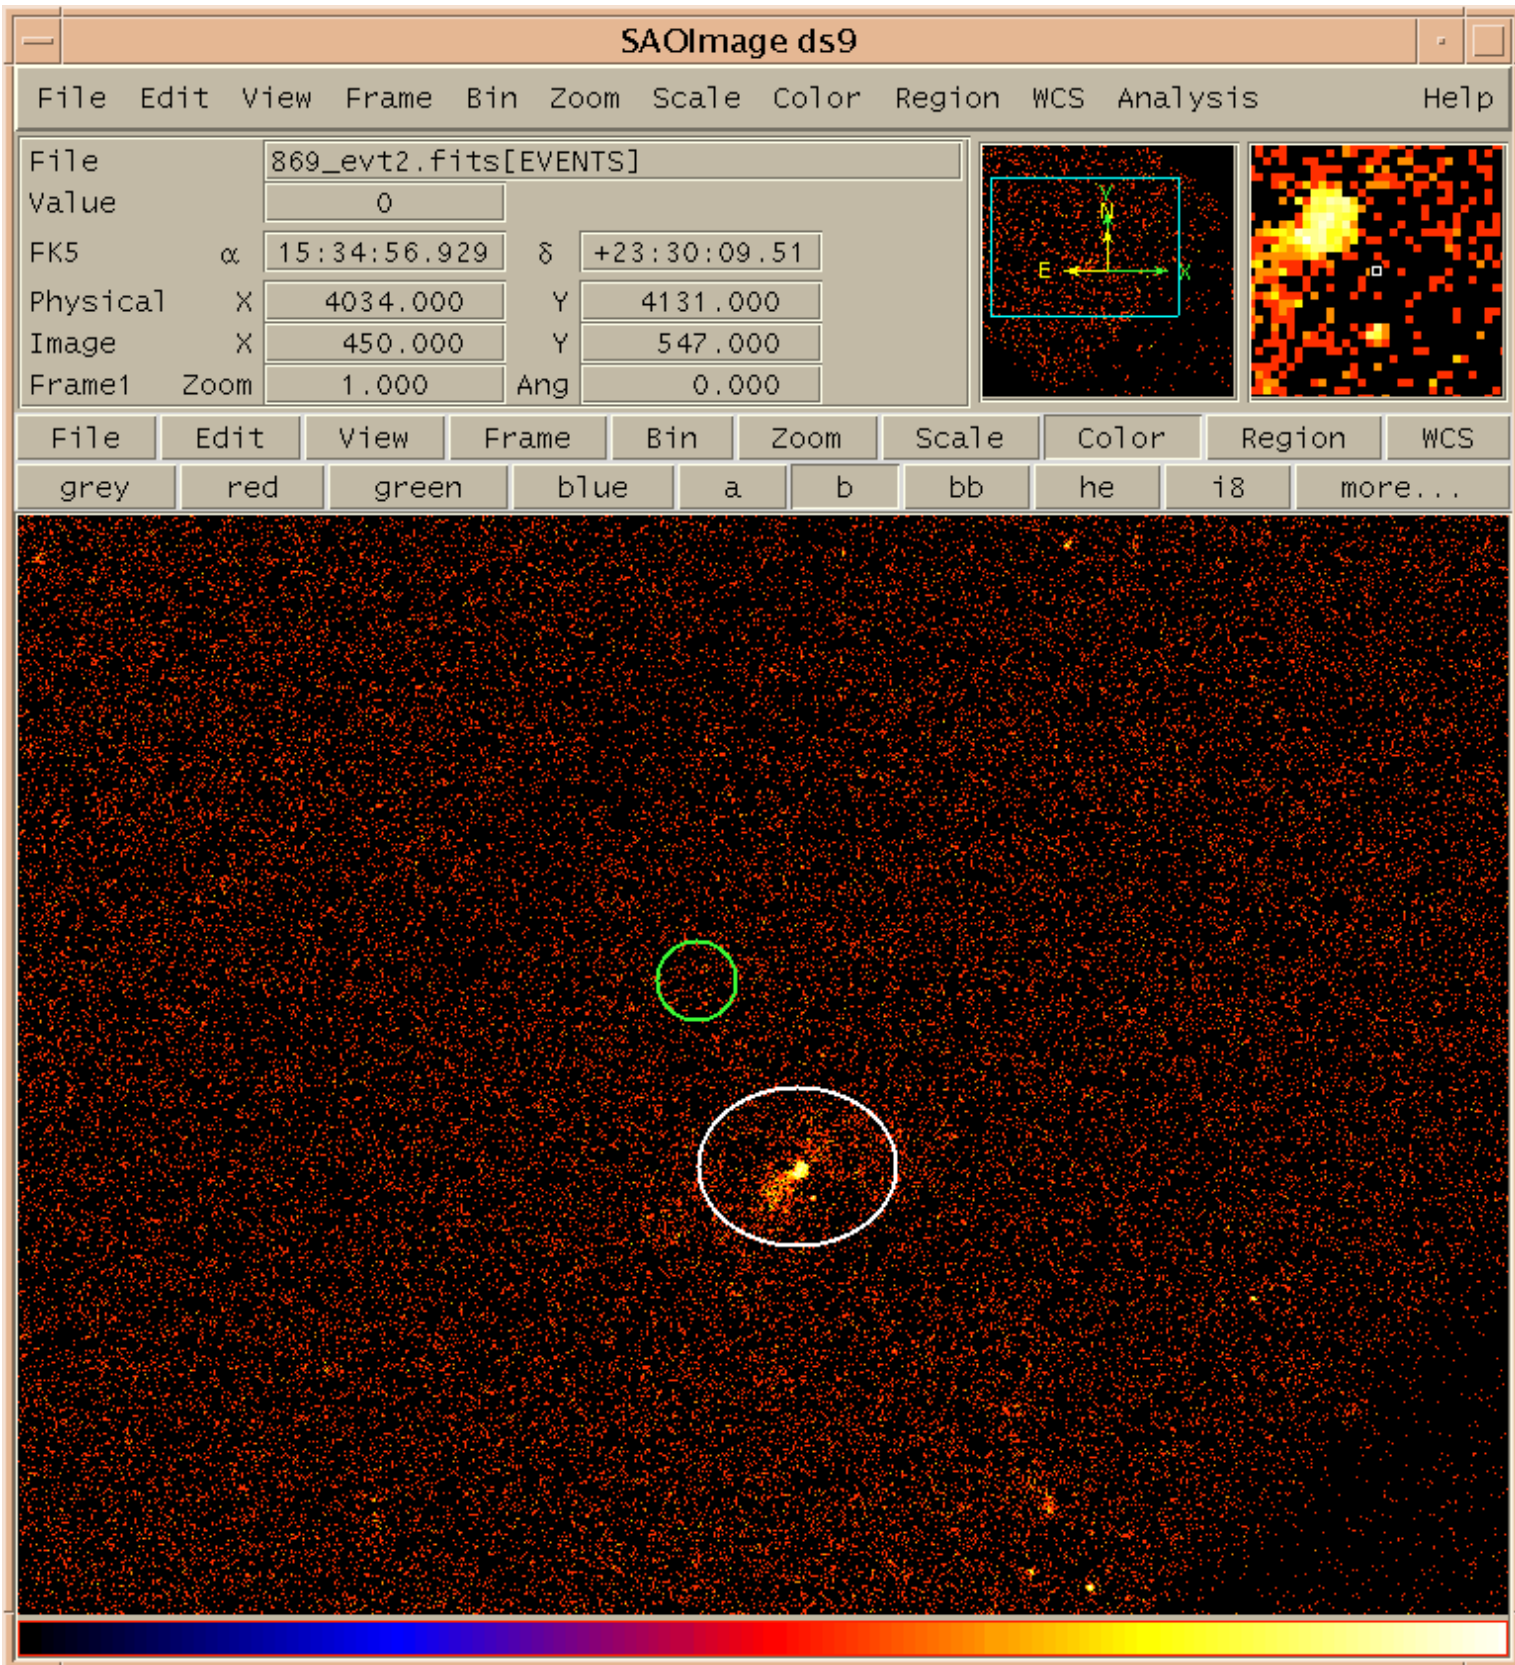 SAOImage ds9
File Edit View Frame Bin Zoom Scale Color Region WCS Analysis Help
File 869_evt2.fits[EVENTS]
Value 0
FK5 α 15:34:56.929 δ +23:30:09.51
Physical X 4034.000 Y 4131.000
Image X 450.000 Y 547.000
Frame1 Zoom 1.000 Ang 0.000
Y
N
E X
File Edit View Frame Bin Zoom Scale Color Region WCS
grey red green blue a b bb he i8 more...